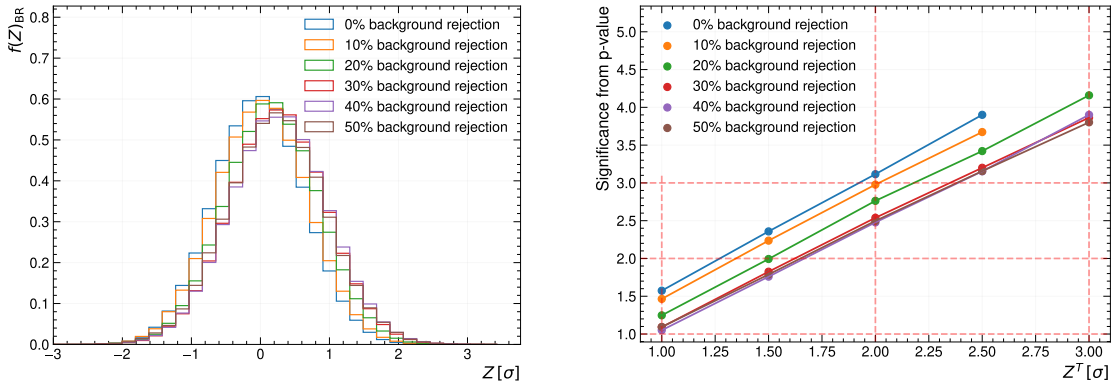 f(Z)BR
0.8
0.7
0.6
0.5
0.4
0.3
0.2
0.1
0.0
−3
−2
−1
0
1
2
3
Z [σ]
0% background rejection
10% background rejection
20% background rejection
30% background rejection
40% background rejection
50% background rejection
Significance from p-value
5.0
4.5
4.0
3.5
3.0
2.5
2.0
1.5
1.0
1.00
1.25
1.50
1.75
2.00
2.25
2.50
2.75
3.00
Z^T [σ]
0% background rejection
10% background rejection
20% background rejection
30% background rejection
40% background rejection
50% background rejection